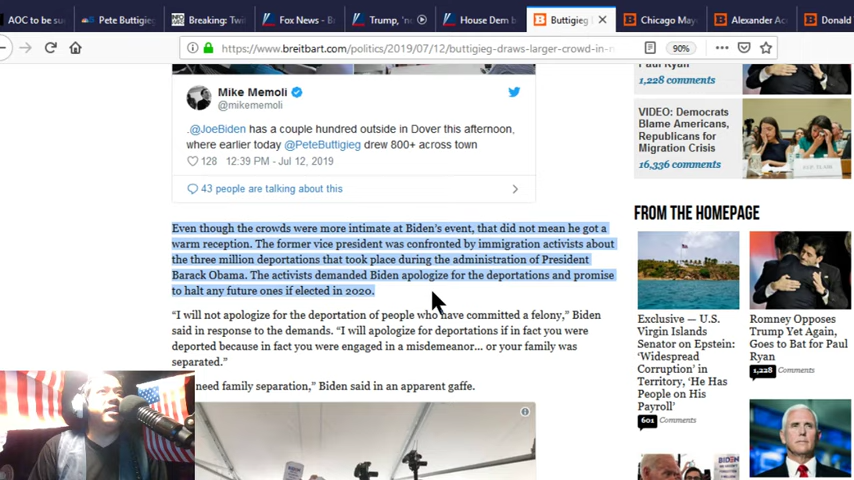 AOC to be su
Pete Buttigieg
Breaking: Twi
Fox News - B
Trump, 'ne
House Dem b
Buttigieg
Chicago May
Alexander Ac
Donald
https://www.breitbart.com/politics/2019/07/12/buttigieg-draws-larger-crowd-in-n
90%
Mike Memoli
@mikememoli
.@JoeBiden has a couple hundred outside in Dover this afternoon,
where earlier today @PeteButtigieg drew 800+ across town
128 12:39 PM - Jul 12, 2019
43 people are talking about this
Even though the crowds were more intimate at Biden's event, that did not mean he got a
warm reception. The former vice president was confronted by immigration activists about
the three million deportations that took place during the administration of President
Barack Obama. The activists demanded Biden apologize for the deportations and promise
to halt any future ones if elected in 2020.
“I will not apologize for the deportation of people who have committed a felony,” Biden
said in response to the demands. “I will apologize for deportations if in fact you were
deported because in fact you were engaged in a misdemeanor... or your family was
separated.”
need family separation,” Biden said in an apparent gaffe.
Paul Ryan
1,228 comments
VIDEO: Democrats
Blame Americans,
Republicans for
Migration Crisis
16,336 comments
FROM THE HOMEPAGE
Exclusive — U.S.
Virgin Islands
Senator on Epstein:
‘Widespread
Corruption’ in
Territory, ‘He Has
People on His
Payroll’
601 Comments
Romney Opposes
Trump Yet Again,
Goes to Bat for Paul
Ryan
1,228 Comments